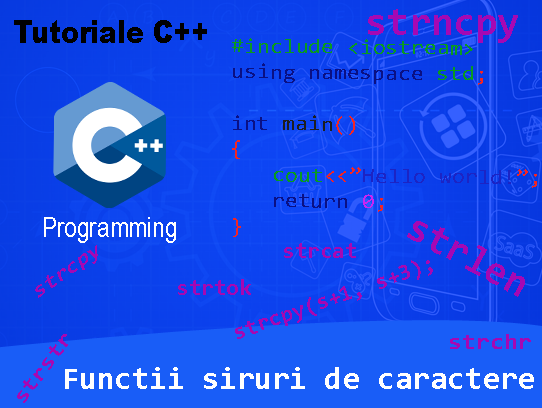 Tutoriale C++
strncpy
#include <iostream>
using namespace std;
int main()
{
cout<<”Hello world!”;
return 0;
}
C++
Programming
strcpy
strcat
strlen
strtok
strcpy(s+1, s+3);
SaaS
strchr
strstr
Functii siruri de caractere